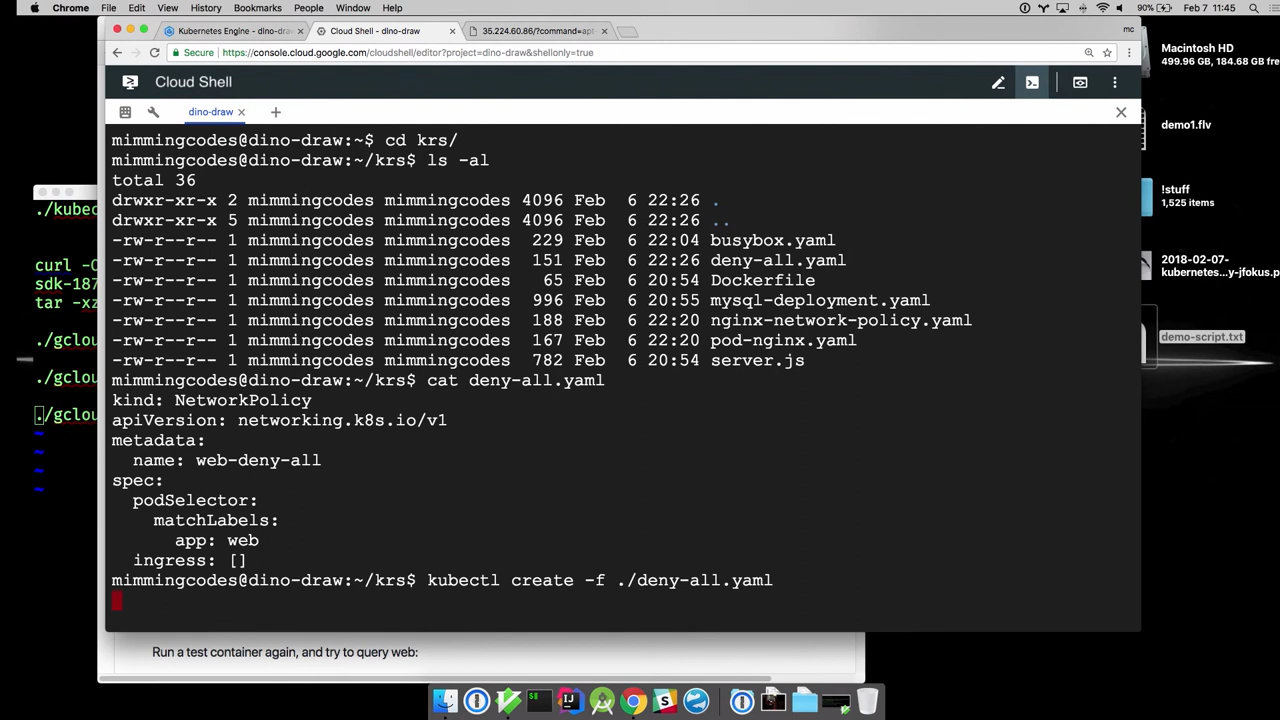 Chrome File Edit View History Bookmarks People Window Help 90% Feb 7 11:45
Kubernetes Engine - dino-draw
Cloud Shell - dino-draw
35.224.60.86/?command=apt-
mc
Secure https://console.cloud.google.com/cloudshell/editor?project=dino-draw&shellonly=true
Cloud Shell
dino-draw
mimmingcodes@dino-draw:~$ cd krs/
mimmingcodes@dino-draw:~/krs$ ls -al
total 36
drwxr-xr-x 2 mimmingcodes mimmingcodes 4096 Feb  6 22:26 .
drwxr-xr-x 5 mimmingcodes mimmingcodes 4096 Feb  6 22:26 ..
-rw-r--r-- 1 mimmingcodes mimmingcodes  229 Feb  6 22:04 busybox.yaml
-rw-r--r-- 1 mimmingcodes mimmingcodes  151 Feb  6 22:26 deny-all.yaml
-rw-r--r-- 1 mimmingcodes mimmingcodes   65 Feb  6 20:54 Dockerfile
-rw-r--r-- 1 mimmingcodes mimmingcodes  996 Feb  6 20:55 mysql-deployment.yaml
-rw-r--r-- 1 mimmingcodes mimmingcodes  188 Feb  6 22:20 nginx-network-policy.yaml
-rw-r--r-- 1 mimmingcodes mimmingcodes  167 Feb  6 22:20 pod-nginx.yaml
-rw-r--r-- 1 mimmingcodes mimmingcodes  782 Feb  6 20:54 server.js
mimmingcodes@dino-draw:~/krs$ cat deny-all.yaml
kind: NetworkPolicy
apiVersion: networking.k8s.io/v1
metadata:
  name: web-deny-all
spec:
  podSelector:
    matchLabels:
      app: web
  ingress: []
mimmingcodes@dino-draw:~/krs$ kubectl create -f ./deny-all.yaml
./kubec
curl -O
sdk-187
tar -xz
./gclou
./gclou
./gclou
~
~
~
~
Run a test container again, and try to query web:
Macintosh HD
499.96 GB, 184.68 GB free
demo1.flv
!stuff
1,525 items
2018-02-07-
kubernetes...y-jfokus.p
demo-script.txt